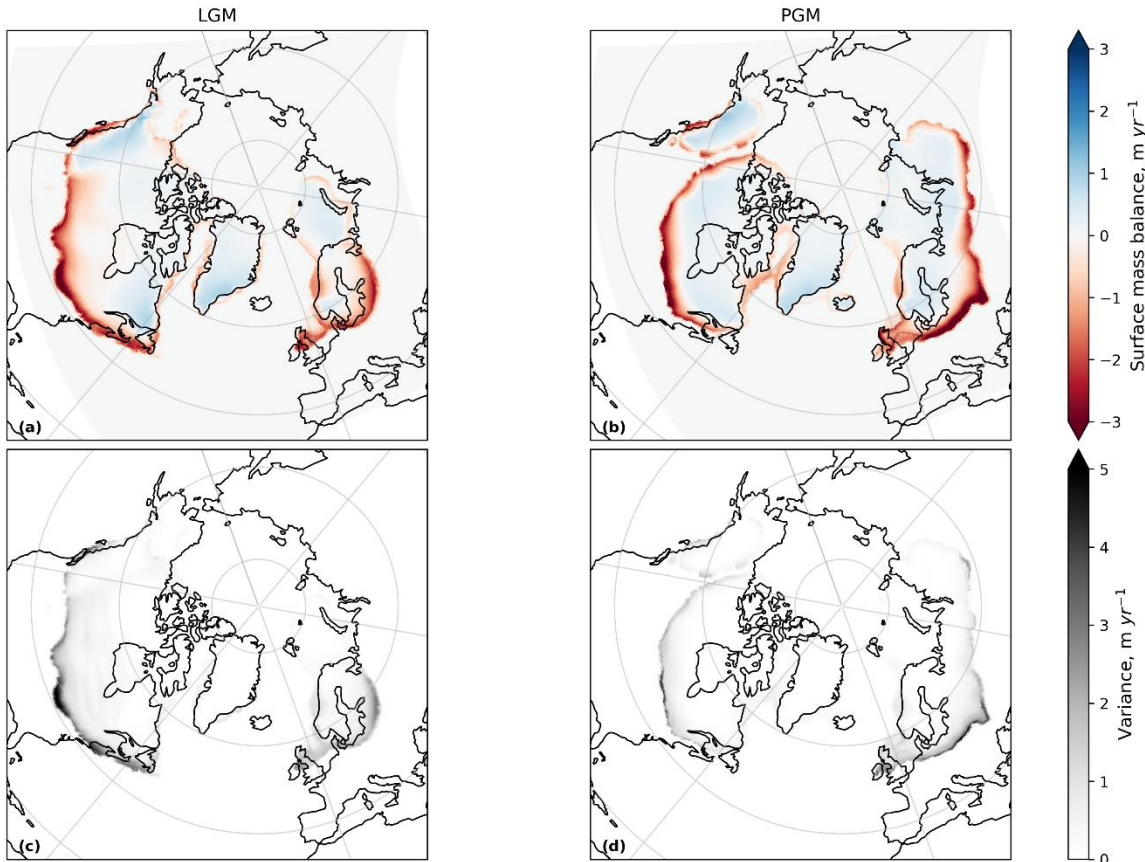 LGM
PGM
(a)
(b)
3
2
1
0
−1
−2
−3
Surface mass balance, m yr⁻¹
(c)
(d)
5
4
3
2
1
0
Variance, m yr⁻¹